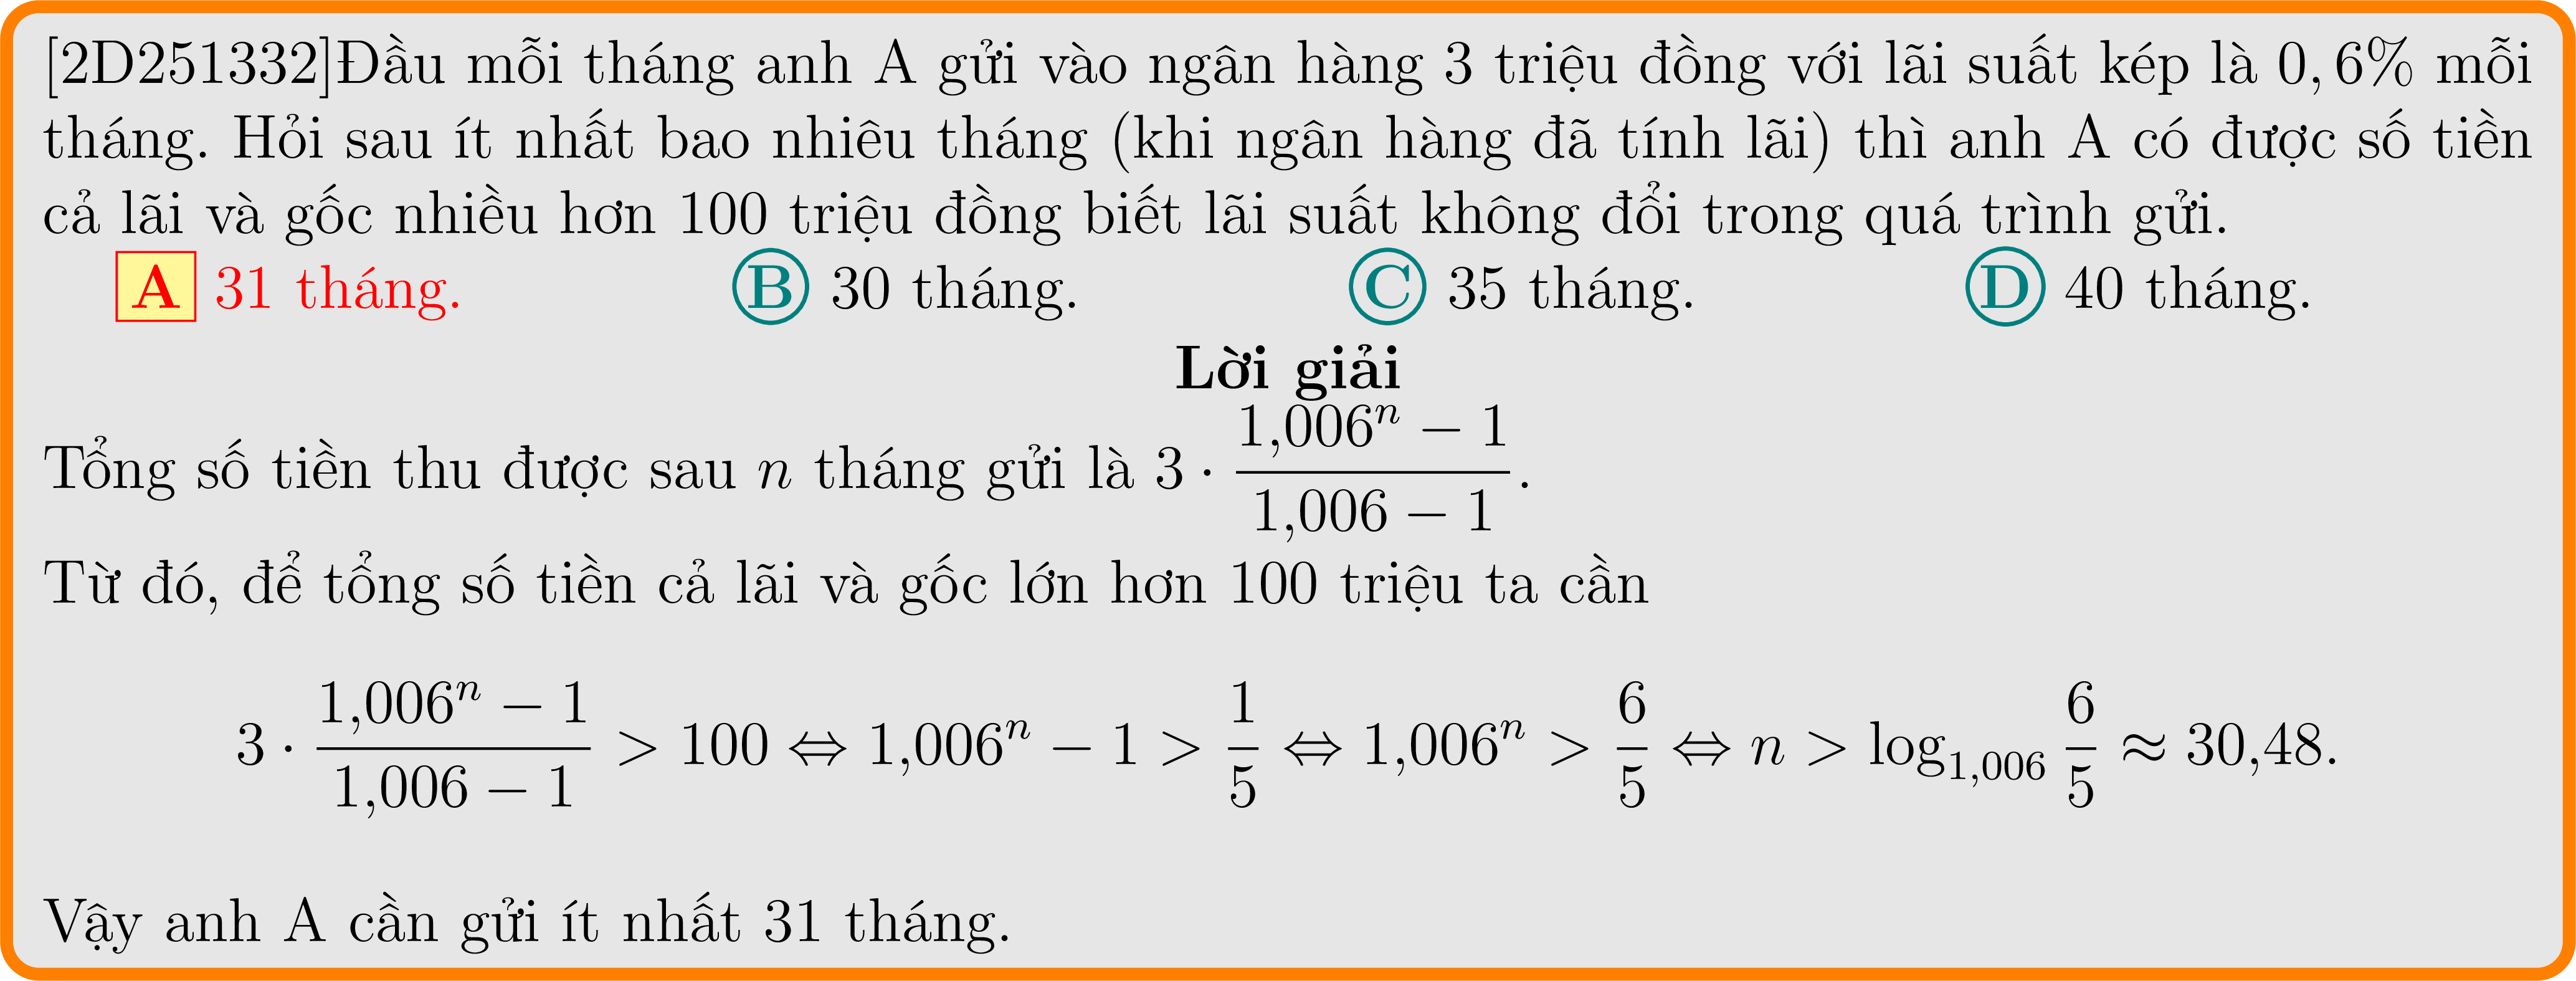 [2D251332]Đầu mỗi tháng anh A gửi vào ngân hàng 3 triệu đồng với lãi suất kép là 0, 6% mỗi
tháng. Hỏi sau ít nhất bao nhiêu tháng (khi ngân hàng đã tính lãi) thì anh A có được số tiền
cả lãi và gốc nhiều hơn 100 triệu đồng biết lãi suất không đổi trong quá trình gửi.
A 31 tháng. B 30 tháng. C 35 tháng. D 40 tháng.
Lời giải
Tổng số tiền thu được sau n tháng gửi là 3 · \frac{1,006^n − 1}{1,006 − 1}.
Từ đó, để tổng số tiền cả lãi và gốc lớn hơn 100 triệu ta cần
3 · \frac{1,006^n − 1}{1,006 − 1} > 100 ⇔ 1,006^n − 1 > \frac{1}{5} ⇔ 1,006^n > \frac{6}{5} ⇔ n > log_{1,006} \frac{6}{5} ≈ 30,48.
Vậy anh A cần gửi ít nhất 31 tháng.